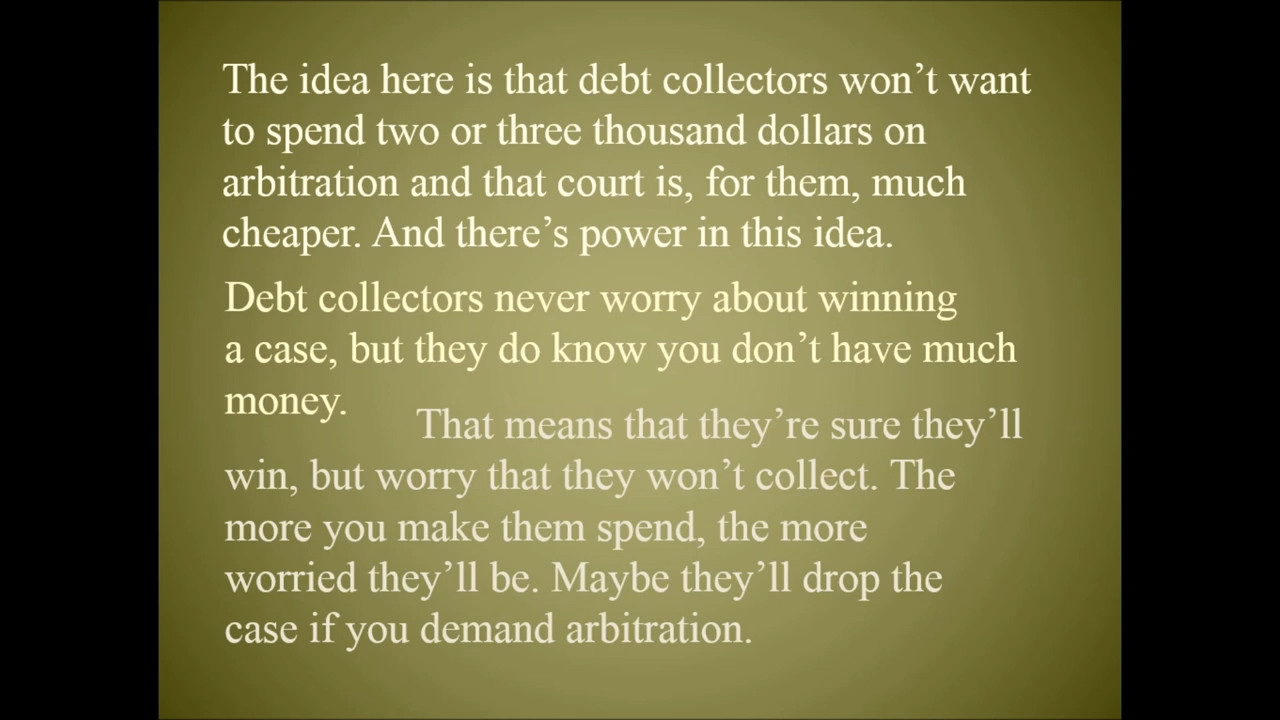 The idea here is that debt collectors won’t want
to spend two or three thousand dollars on
arbitration and that court is, for them, much
cheaper. And there’s power in this idea.
Debt collectors never worry about winning
a case, but they do know you don’t have much
money.
That means that they’re sure they’ll
win, but worry that they won’t collect. The
more you make them spend, the more
worried they’ll be. Maybe they’ll drop the
case if you demand arbitration.